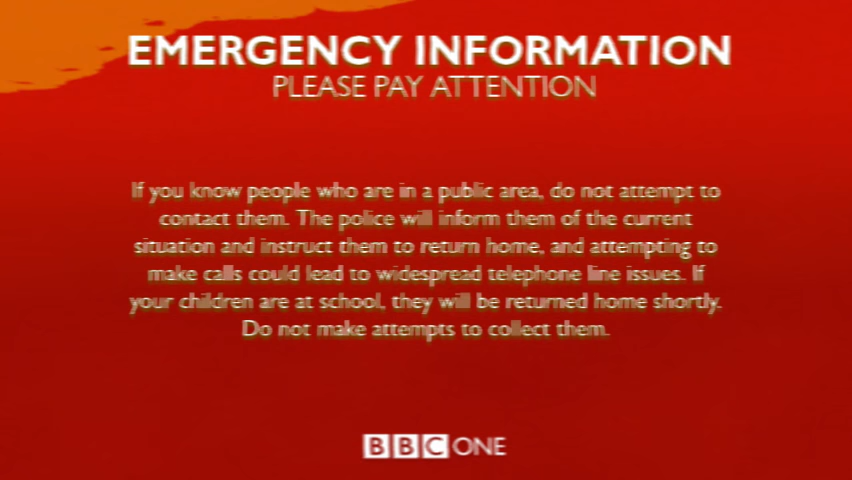 EMERGENCY INFORMATION
PLEASE PAY ATTENTION
If you know people who are in a public area, do not attempt to
contact them. The police will inform them of the current
situation and instruct them to return home, and attempting to
make calls could lead to widespread telephone line issues. If
your children are at school, they will be returned home shortly.
Do not make attempts to collect them.
BBC ONE